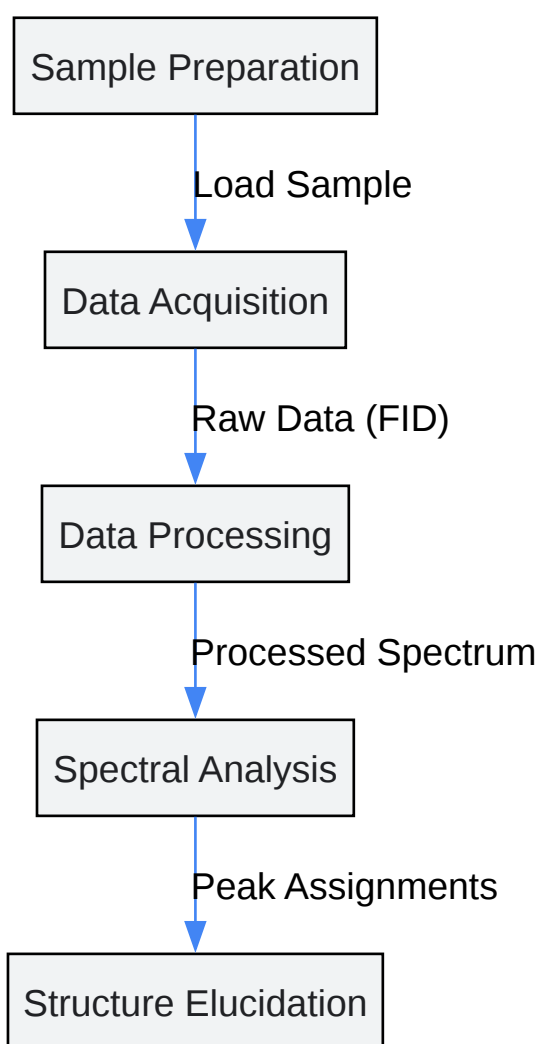 Sample Preparation
Load Sample
Data Acquisition
Raw Data (FID)
Data Processing
Processed Spectrum
Spectral Analysis
Peak Assignments
Structure Elucidation